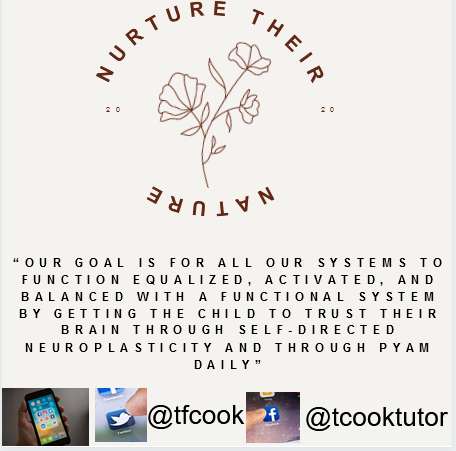 NURTURE THEIR
20 20
NATURE
“OUR GOAL IS FOR ALL OUR SYSTEMS TO
FUNCTION EQUALIZED, ACTIVATED, AND
BALANCED WITH A FUNCTIONAL SYSTEM
BY GETTING THE CHILD TO TRUST THEIR
BRAIN THROUGH SELF-DIRECTED
NEUROPLASTICITY AND THROUGH PYAM
DAILY”
@tfcook
@tcooktutor